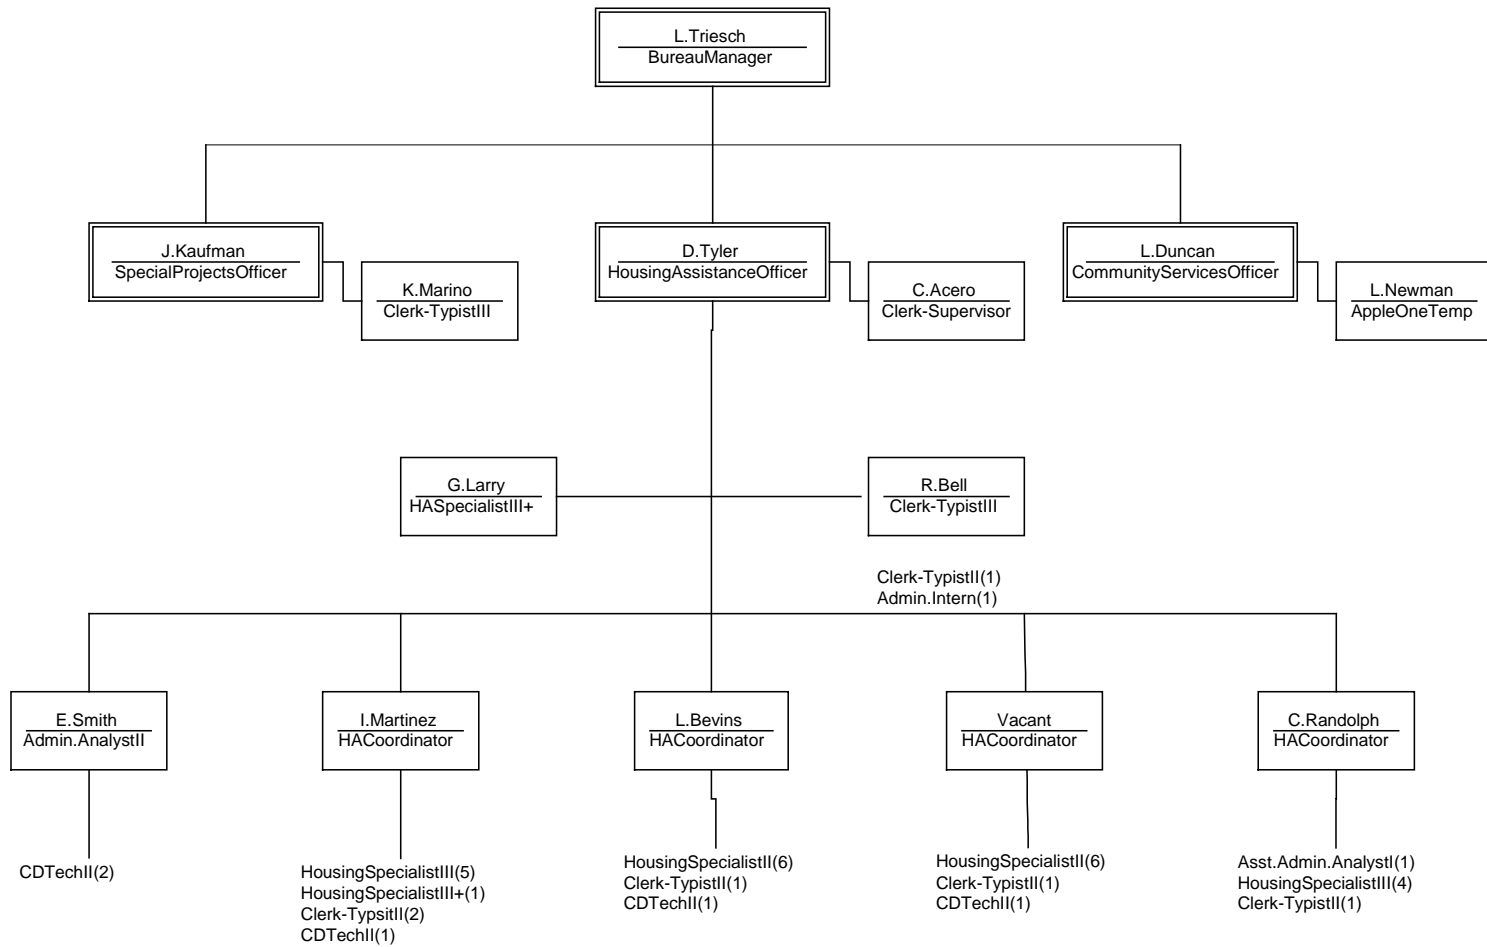 L.Triesch
BureauManager
J.Kaufman
SpecialProjectsOfficer
K.Marino
Clerk-TypistIII
D.Tyler
HousingAssistanceOfficer
C.Acero
Clerk-Supervisor
L.Duncan
CommunityServicesOfficer
L.Newman
AppleOneTemp
G.Larry
HASpecialistIII+
R.Bell
Clerk-TypistIII
Clerk-TypistII(1)
Admin.Intern(1)
E.Smith
Admin.AnalystII
I.Martinez
HACoordinator
L.Bevins
HACoordinator
Vacant
HACoordinator
C.Randolph
HACoordinator
CDTechII(2)
HousingSpecialistIII(5)
HousingSpecialistIII+(1)
Clerk-TypsitII(2)
CDTechII(1)
HousingSpecialistII(6)
Clerk-TypistII(1)
CDTechII(1)
HousingSpecialistII(6)
Clerk-TypistII(1)
CDTechII(1)
Asst.Admin.AnalystI(1)
HousingSpecialistIII(4)
Clerk-TypistII(1)